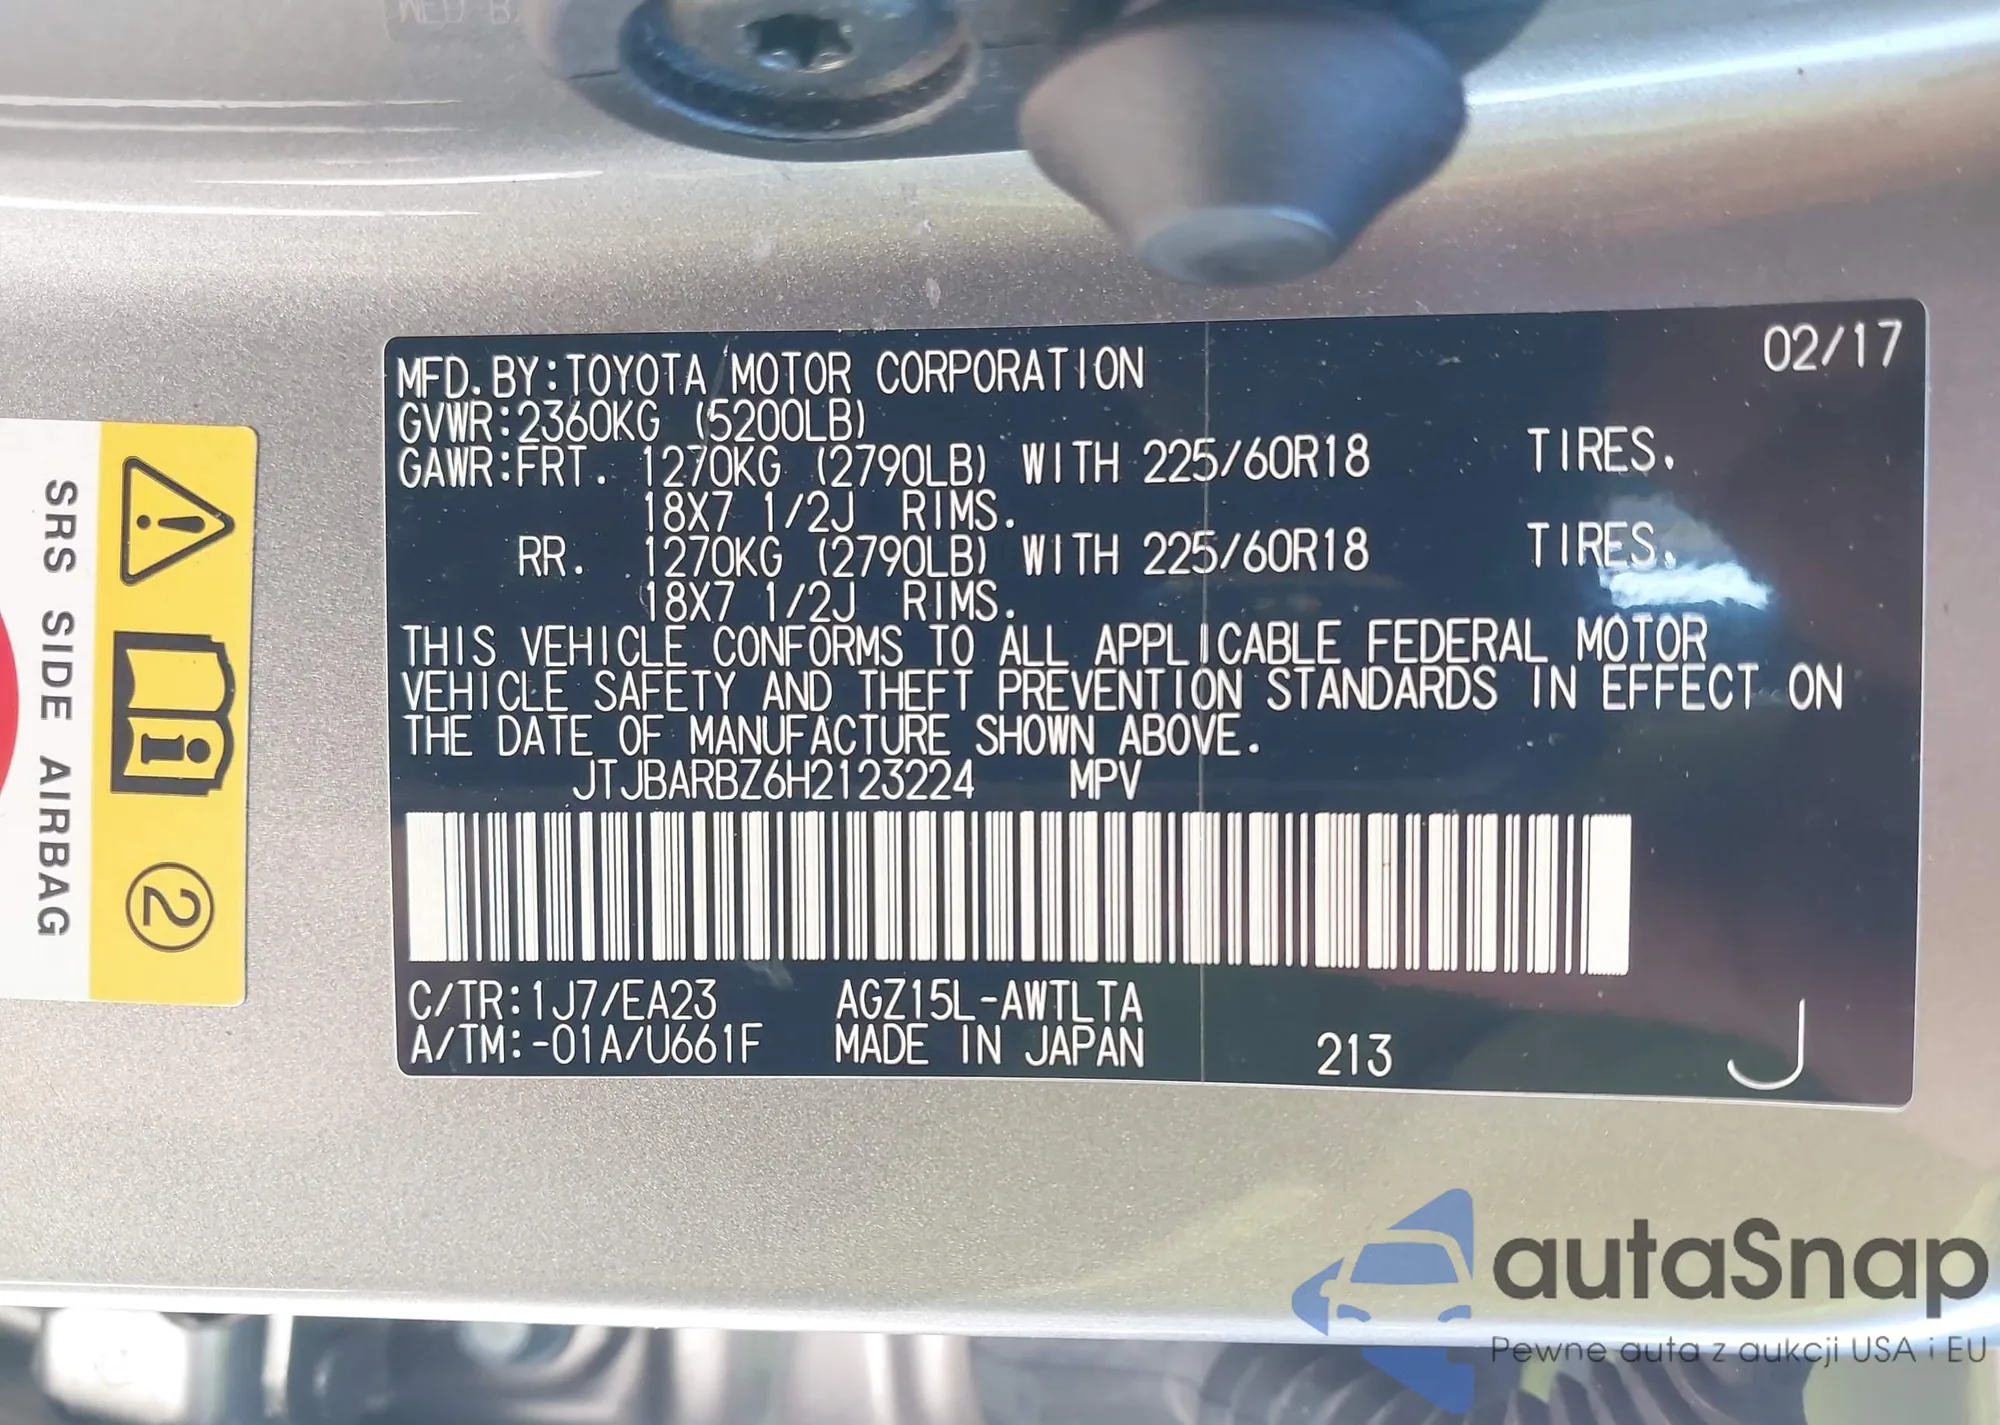 MFD. BY:TOYOTA MOTOR CORPORATION 02/17
GVWR:2360KG (5200LB)
GAWR:FRT. 1270KG (2790LB) WITH 225/60R18 TIRES.
18X7 1/2J RIMS.
RR. 1270KG (2790LB) WITH 225/60R18 TIRES.
18X7 1/2J RIMS.
THIS VEHICLE CONFORMS TO ALL APPLICABLE FEDERAL MOTOR
VEHICLE SAFETY AND THEFT PREVENTION STANDARDS IN EFFECT ON
THE DATE OF MANUFACTURE SHOWN ABOVE.
JTJBARBZ6H2123224 MPV
C/TR:1J7/EA23 AGZ15L-AWTLTA
A/TM:-01A/U661F MADE IN JAPAN 213 J
SRS SIDE AIRBAG
2
autaSnap
Pewne auta z aukcji USA i EU